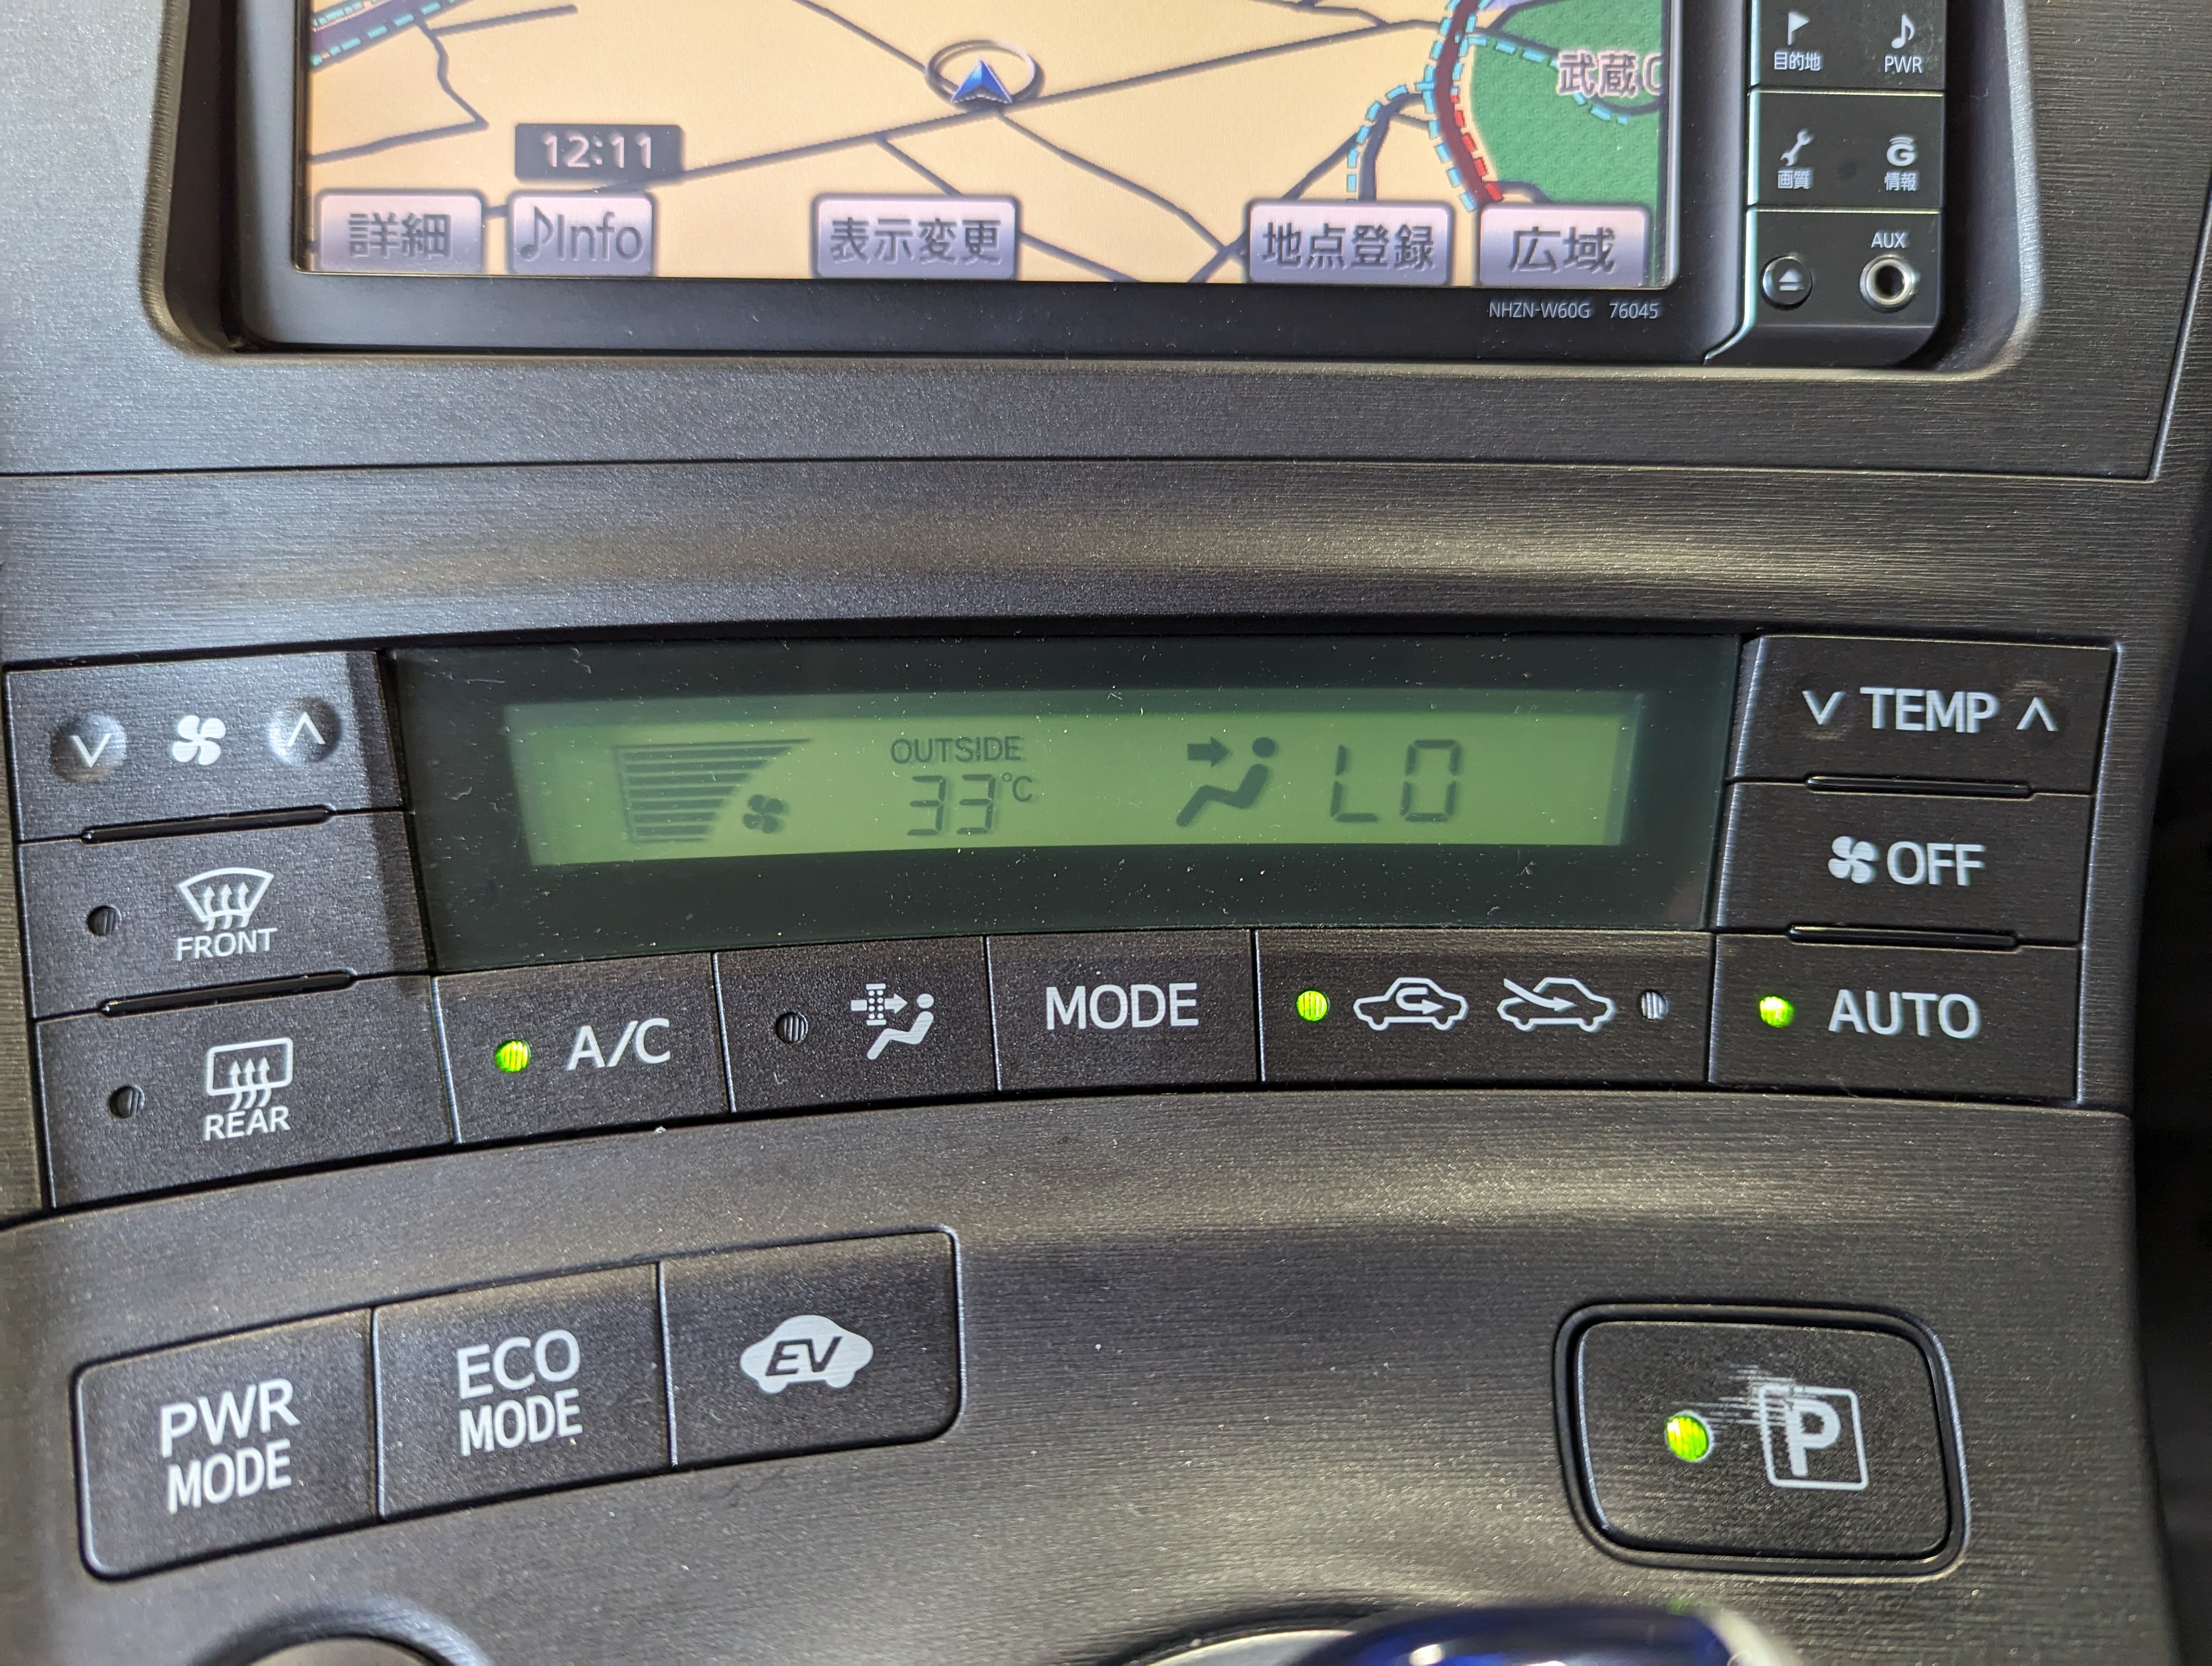 武蔵
目的地
PWR
12:11
画質
G
情報
詳細
♪Info
表示変更
地点登録
広域
AUX
NHZN-W60G 76045
TEMP
OUTSIDE
33°C
LO
OFF
FRONT
A/C
MODE
AUTO
REAR
PWR
MODE
ECO
MODE
EV
P